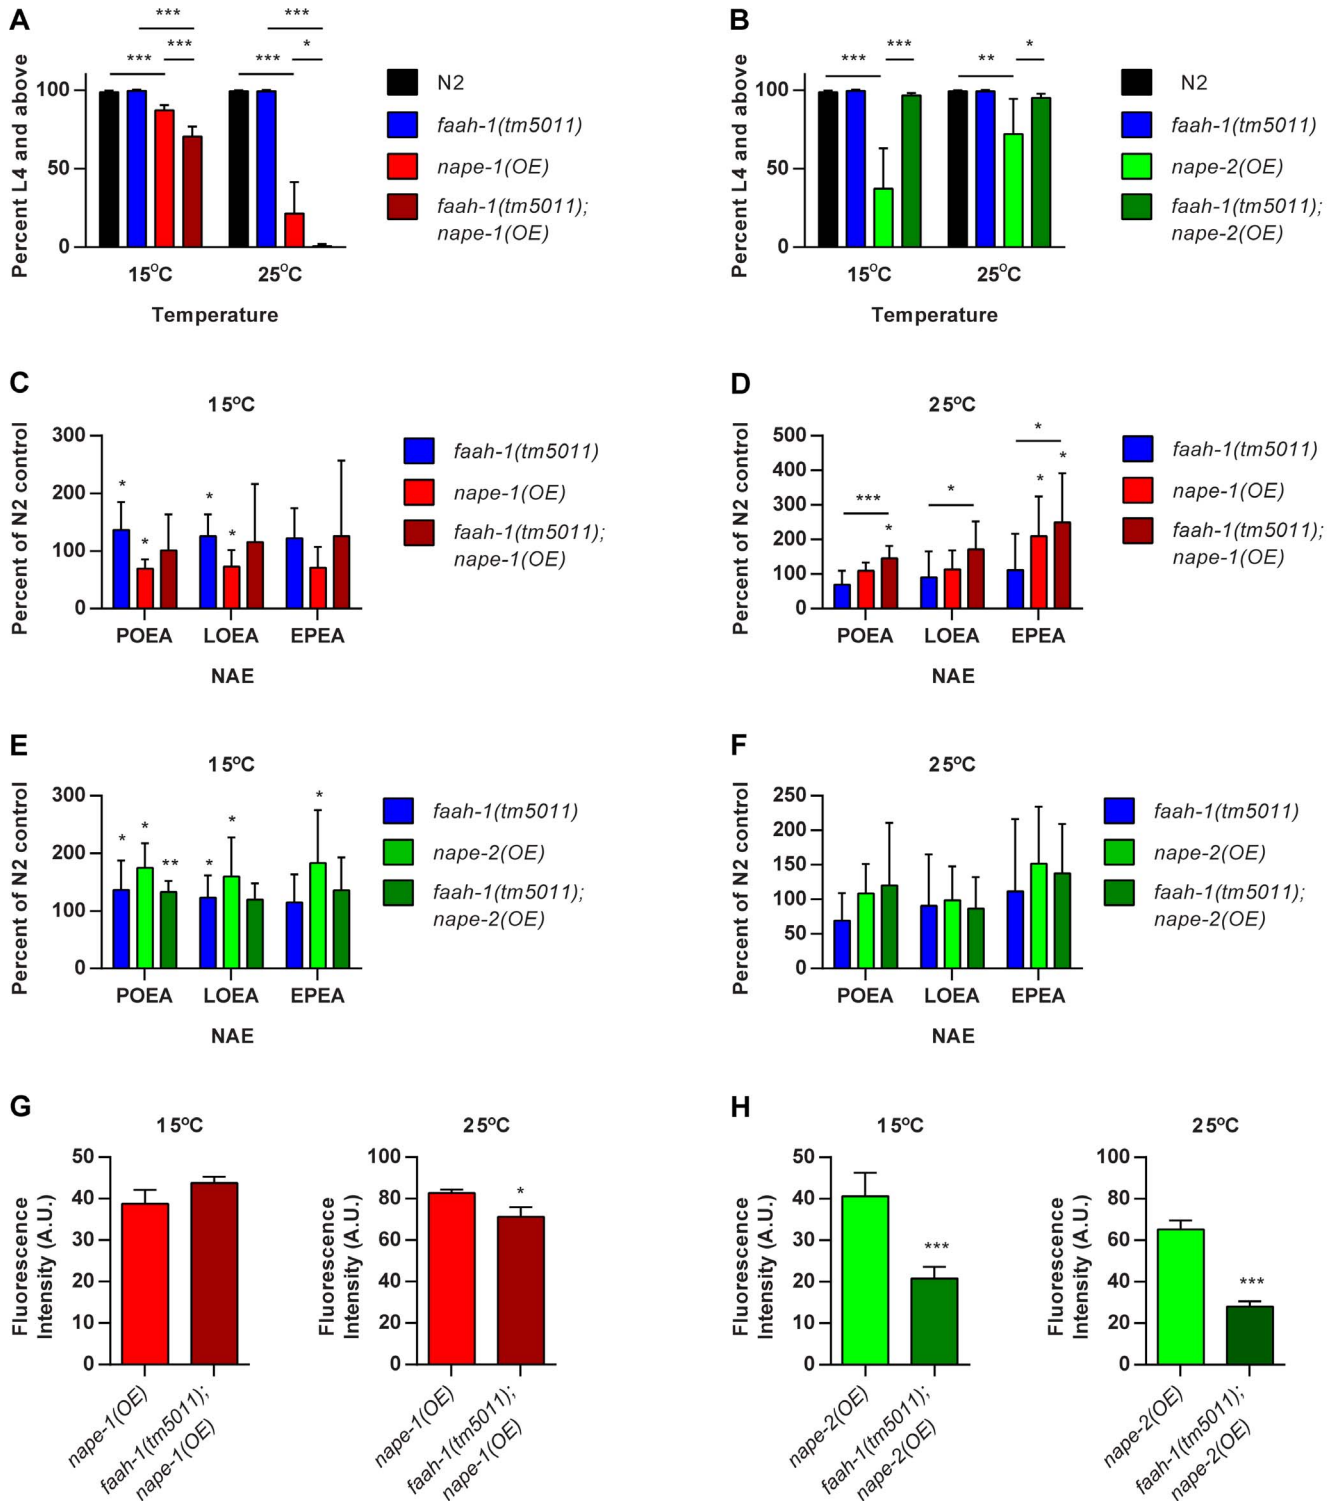 A
Percent L4 and above
100
50
0
***
***
***
***
***
*
15°C
25°C
Temperature
N2
faah-1(tm5011)
nape-1(OE)
faah-1(tm5011);
nape-1(OE)
B
Percent L4 and above
100
50
0
***
***
**
*
15°C
25°C
Temperature
N2
faah-1(tm5011)
nape-2(OE)
faah-1(tm5011);
nape-2(OE)
C
15°C
Percent of N2 control
300
200
100
0
*
*
*
*
POEA LOEA EPEA
NAE
faah-1(tm5011)
nape-1(OE)
faah-1(tm5011);
nape-1(OE)
D
25°C
Percent of N2 control
500
400
300
200
100
0
***
*
*
*
*
*
POEA LOEA EPEA
NAE
faah-1(tm5011)
nape-1(OE)
faah-1(tm5011);
nape-1(OE)
E
15°C
Percent of N2 control
300
200
100
0
*
*
**
*
*
*
POEA LOEA EPEA
NAE
faah-1(tm5011)
nape-2(OE)
faah-1(tm5011);
nape-2(OE)
F
25°C
Percent of N2 control
250
200
150
100
50
0
POEA LOEA EPEA
NAE
faah-1(tm5011)
nape-2(OE)
faah-1(tm5011);
nape-2(OE)
G
15°C
Fluorescence
Intensity (A.U.)
50
40
30
20
10
0
nape-1(OE)
faah-1(tm5011);
nape-1(OE)
25°C
Fluorescence
Intensity (A.U.)
100
80
60
40
20
0
*
nape-1(OE)
faah-1(tm5011);
nape-1(OE)
H
15°C
Fluorescence
Intensity (A.U.)
50
40
30
20
10
0
***
nape-2(OE)
faah-1(tm5011);
nape-2(OE)
25°C
Fluorescence
Intensity (A.U.)
100
80
60
40
20
0
***
nape-2(OE)
faah-1(tm5011);
nape-2(OE)